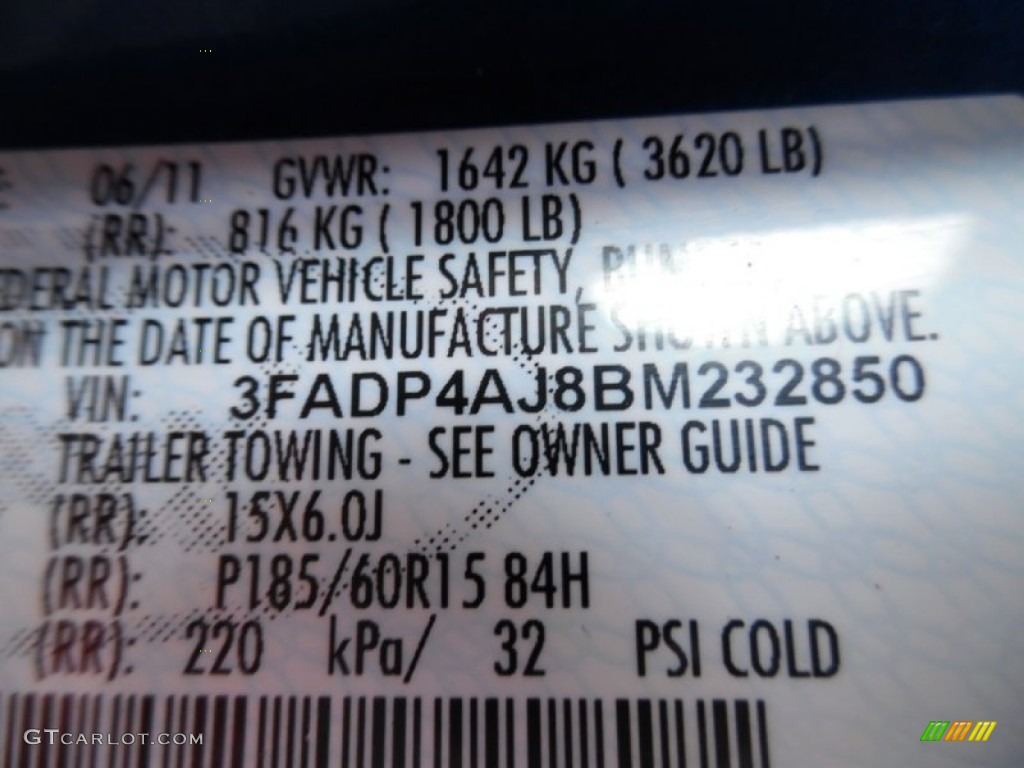 06/11 GVWR: 1642 KG ( 3620 LB)
(RR): 816 KG ( 1800 LB)
EDERAL MOTOR VEHICLE SAFETY,
ON THE DATE OF MANUFACTURE SHOWN ABOVE.
VIN: 3FADP4AJ8BM232850
TRAILER TOWING - SEE OWNER GUIDE
(RR): 15X6.0J
(RR): P185/60R15 84H
(RR): 220 kPa/ 32 PSI COLD
GTCARLOT.COM